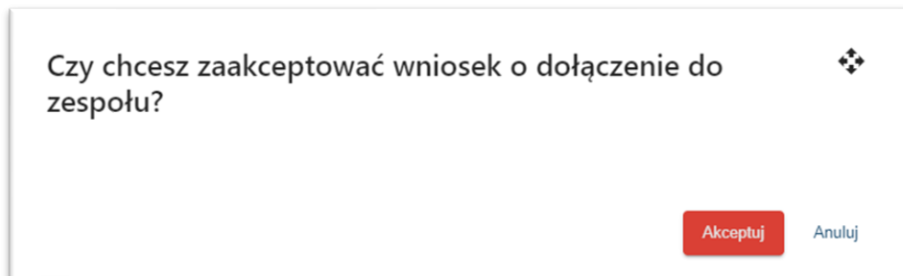 Czy chcesz zaakceptować wniosek o dołączenie do
zespołu?
Akceptuj
Anuluj